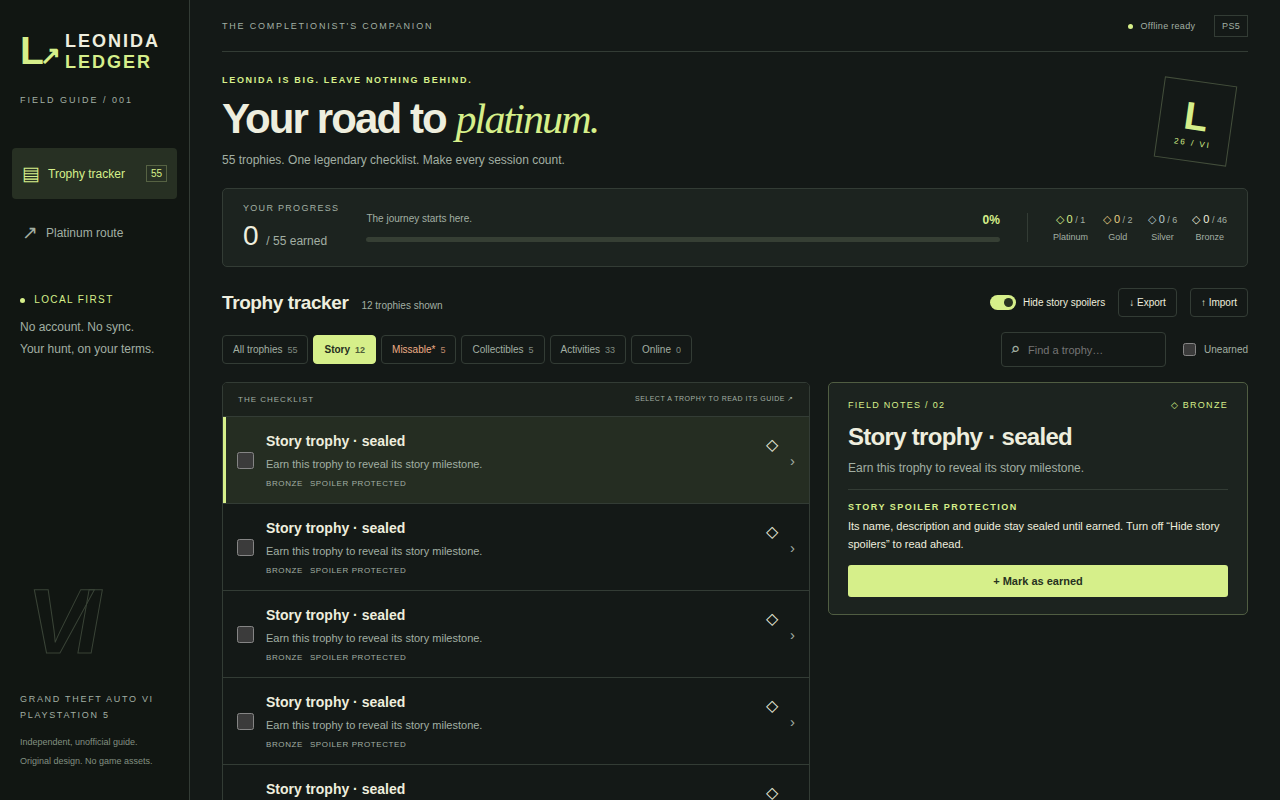 L↗ LEONIDA
LEDGER
FIELD GUIDE / 001
Trophy tracker 55
↗ Platinum route
LOCAL FIRST
No account. No sync.
Your hunt, on your terms.
VI
GRAND THEFT AUTO VI
PLAYSTATION 5
Independent, unofficial guide.
Original design. No game assets.
THE COMPLETIONIST'S COMPANION
Offline ready PS5
LEONIDA IS BIG. LEAVE NOTHING BEHIND.
Your road to platinum.
55 trophies. One legendary checklist. Make every session count.
L
26 / VI
YOUR PROGRESS
0 / 55 earned
The journey starts here. 0%
◇ 0 / 1 ◇ 0 / 2 ◇ 0 / 6 ◇ 0 / 46
Platinum Gold Silver Bronze
Trophy tracker 12 trophies shown
Hide story spoilers ↓ Export ↑ Import
All trophies 55 Story 12 Missable* 5 Collectibles 5 Activities 33 Online 0
Find a trophy… Unearned
THE CHECKLIST SELECT A TROPHY TO READ ITS GUIDE ↗
Story trophy · sealed ◇
Earn this trophy to reveal its story milestone. ›
BRONZE SPOILER PROTECTED
Story trophy · sealed ◇
Earn this trophy to reveal its story milestone. ›
BRONZE SPOILER PROTECTED
Story trophy · sealed ◇
Earn this trophy to reveal its story milestone. ›
BRONZE SPOILER PROTECTED
Story trophy · sealed ◇
Earn this trophy to reveal its story milestone. ›
BRONZE SPOILER PROTECTED
Story trophy · sealed ◇
FIELD NOTES / 02 ◇ BRONZE
Story trophy · sealed
Earn this trophy to reveal its story milestone.
STORY SPOILER PROTECTION
Its name, description and guide stay sealed until earned. Turn off “Hide story
spoilers” to read ahead.
+ Mark as earned